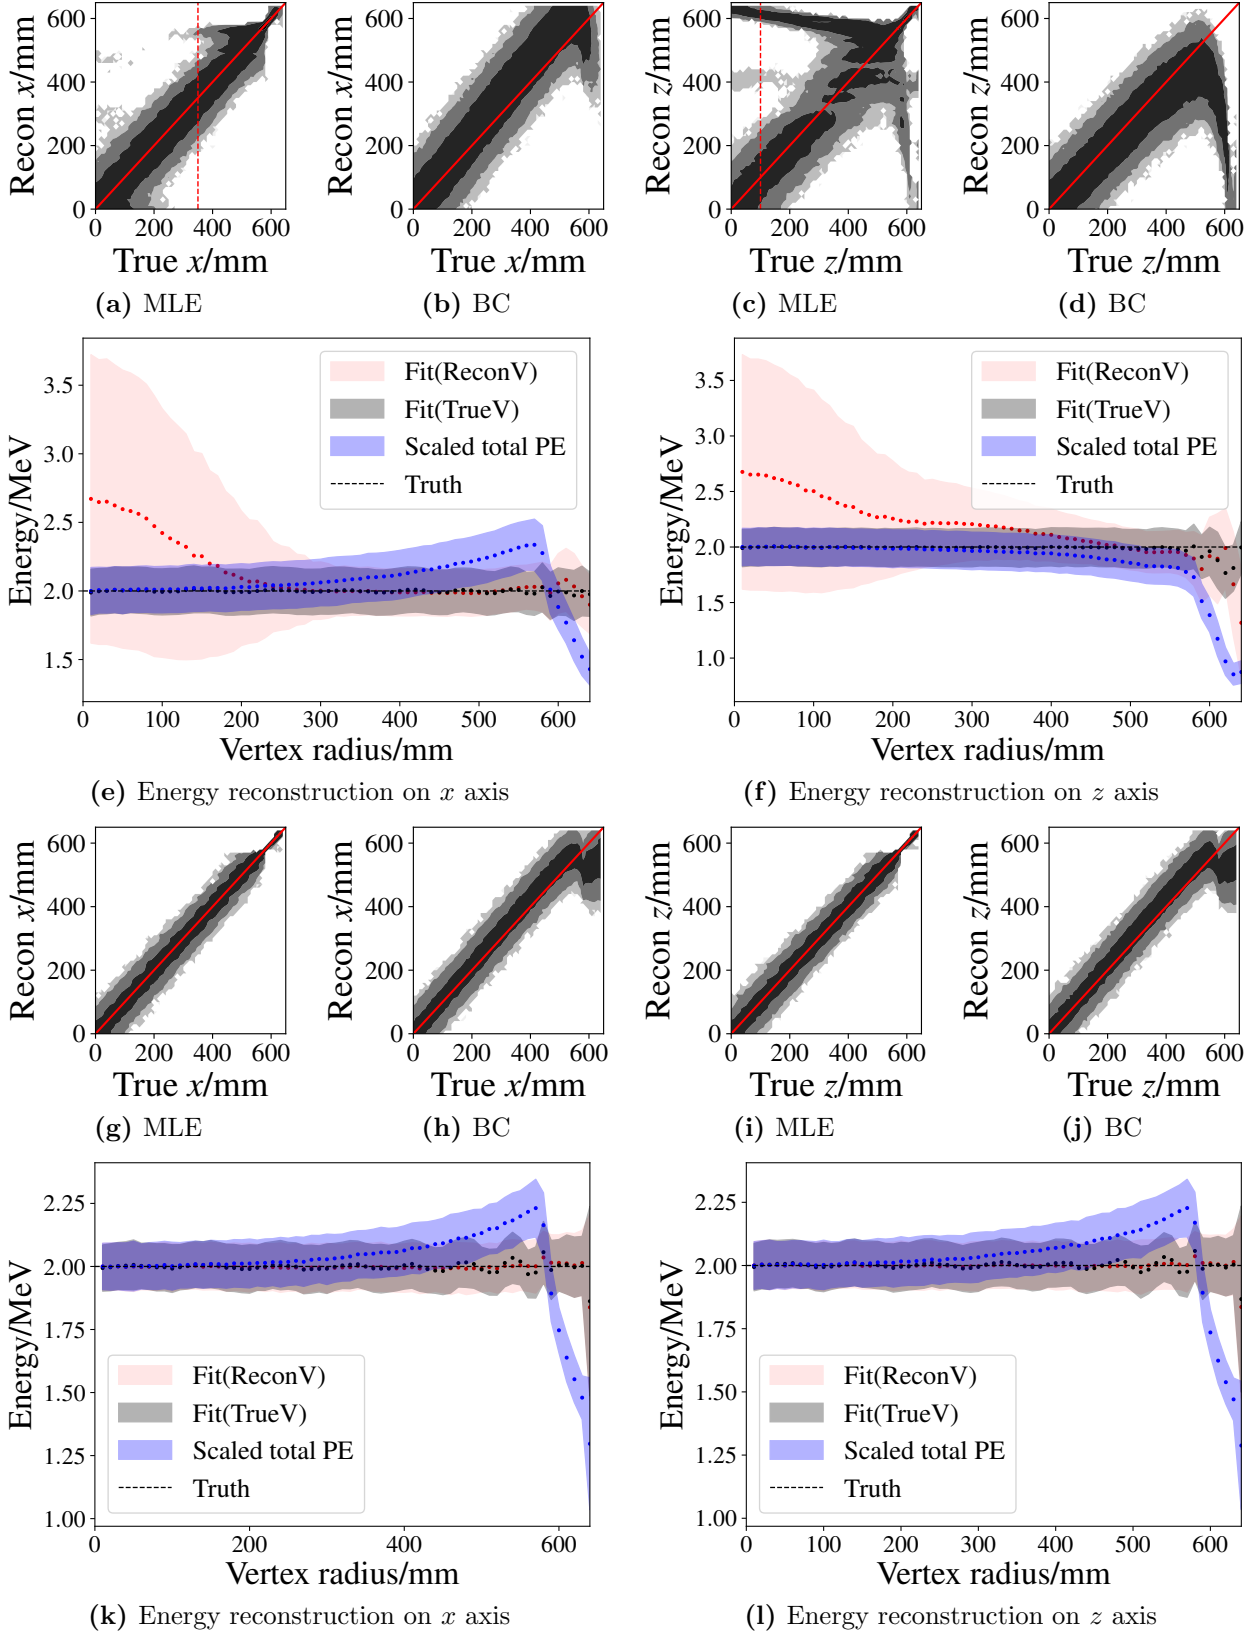 Recon x/mm
600
400
200
0
0 200 400 600
True x/mm
(a) MLE
Recon x/mm
600
400
200
0
0 200 400 600
True x/mm
(b) BC
Recon z/mm
600
400
200
0
0 200 400 600
True z/mm
(c) MLE
Recon z/mm
600
400
200
0
0 200 400 600
True z/mm
(d) BC
Energy/MeV
3.5
3.0
2.5
2.0
1.5
Fit(ReconV)
Fit(TrueV)
Scaled total PE
Truth
0 100 200 300 400 500 600
Vertex radius/mm
(e) Energy reconstruction on x axis
Energy/MeV
3.5
3.0
2.5
2.0
1.5
1.0
Fit(ReconV)
Fit(TrueV)
Scaled total PE
Truth
0 100 200 300 400 500 600
Vertex radius/mm
(f) Energy reconstruction on z axis
Recon x/mm
600
400
200
0
0 200 400 600
True x/mm
(g) MLE
Recon x/mm
600
400
200
0
0 200 400 600
True x/mm
(h) BC
Recon z/mm
600
400
200
0
0 200 400 600
True z/mm
(i) MLE
Recon z/mm
600
400
200
0
0 200 400 600
True z/mm
(j) BC
Energy/MeV
2.25
2.00
1.75
1.50
1.25
1.00
Fit(ReconV)
Fit(TrueV)
Scaled total PE
Truth
0 200 400 600
Vertex radius/mm
(k) Energy reconstruction on x axis
Energy/MeV
2.25
2.00
1.75
1.50
1.25
1.00
Fit(ReconV)
Fit(TrueV)
Scaled total PE
Truth
0 100 200 300 400 500 600
Vertex radius/mm
(l) Energy reconstruction on z axis